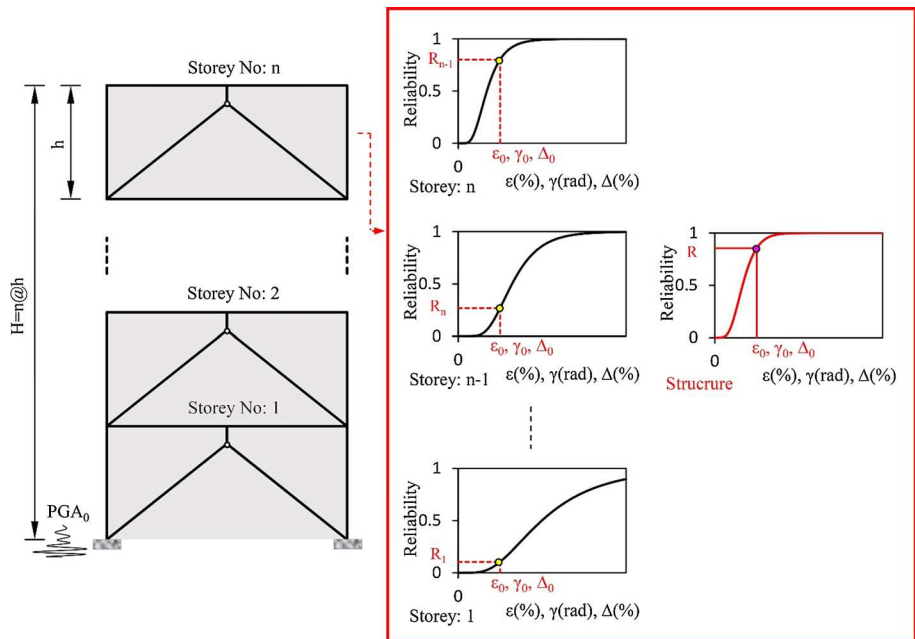 Storey No: n
h
H=n@h
Storey No: 2
Storey No: 1
PGA₀
Reliability
1
0.5
0
0
Rₙ₋₁
ε₀, γ₀, Δ₀
Storey: n
ε(%), γ(rad), Δ(%)
Reliability
1
0.5
0
0
Rₙ
ε₀, γ₀, Δ₀
Storey: n-1
ε(%), γ(rad), Δ(%)
Reliability
1
0.5
0
0
R
ε₀, γ₀, Δ₀
Strucrure
ε(%), γ(rad), Δ(%)
Reliability
1
0.5
0
0
R₁
ε₀, γ₀, Δ₀
Storey: 1
ε(%), γ(rad), Δ(%)